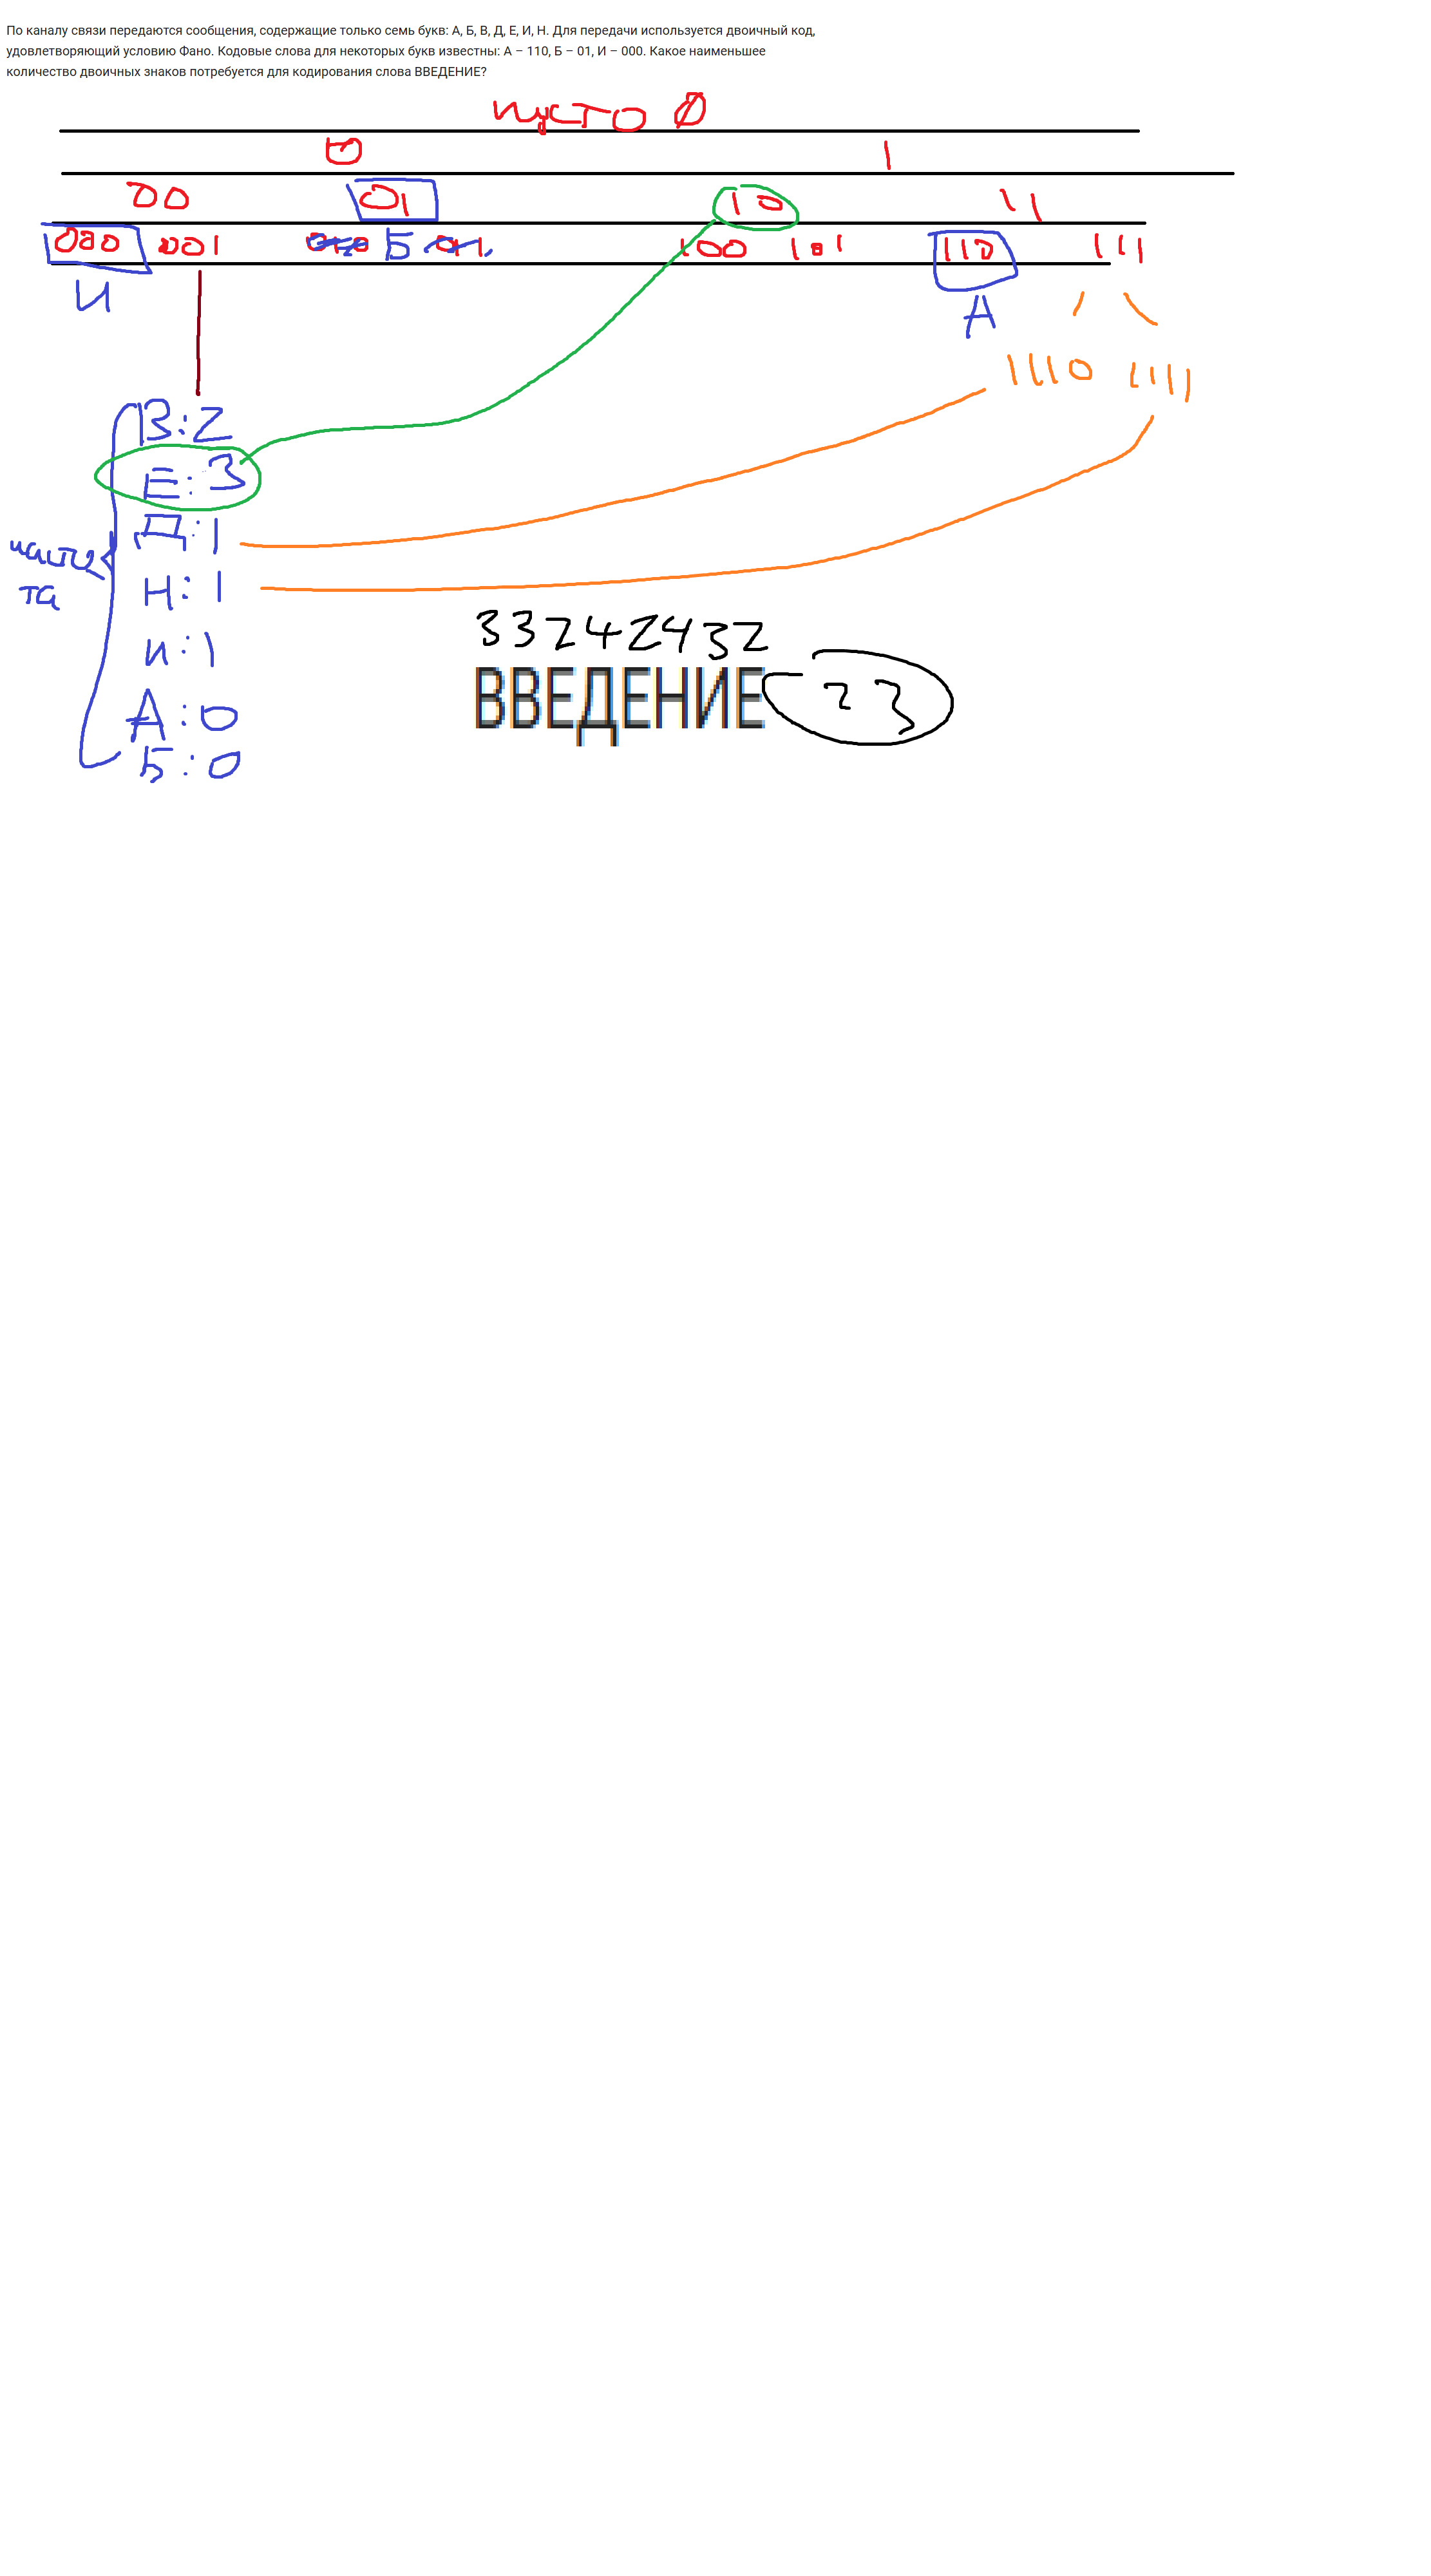 По каналу связи передаются сообщения, содержащие только семь букв: А, Б, В, Д, Е, И, Н. Для передачи используется двоичный код,
удовлетворяющий условию Фано. Кодовые слова для некоторых букв известны: А – 110, Б – 01, И – 000. Какое наименьшее
количество двоичных знаков потребуется для кодирования слова ВВЕДЕНИЕ?
пусто Ø
0 1
00 01 10 11
000 001 010 Б 011 100 101 110 111
И А
1110 1111
В:2
Е:3
Д:1
Н:1
И:1
А:0
Б:0
33242432
ВВЕДЕНИЕ 23